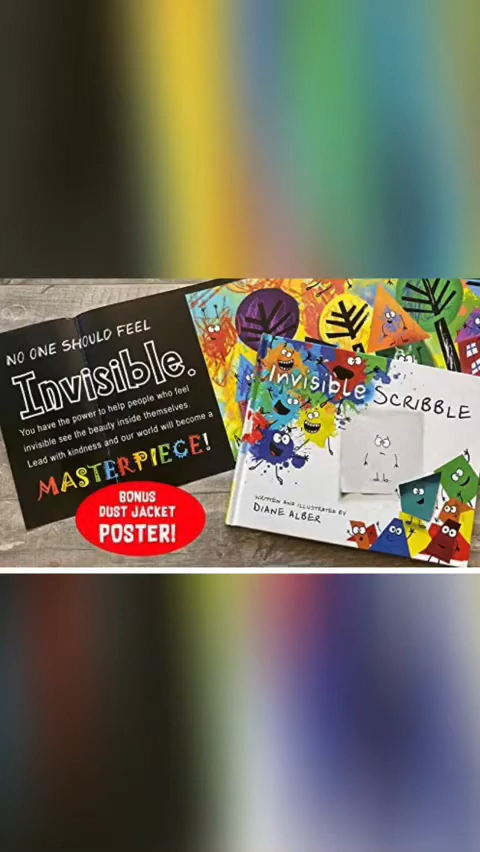 NO ONE SHOULD FEEL
Invisible.
You have the power to help people who feel
invisible see the beauty inside themselves.
Lead with kindness and our world will become a
MASTERPIECE!
BONUS
DUST JACKET
POSTER!
Invisible SCRIBBLE
WRITTEN AND ILLUSTRATED BY
DIANE ALBER